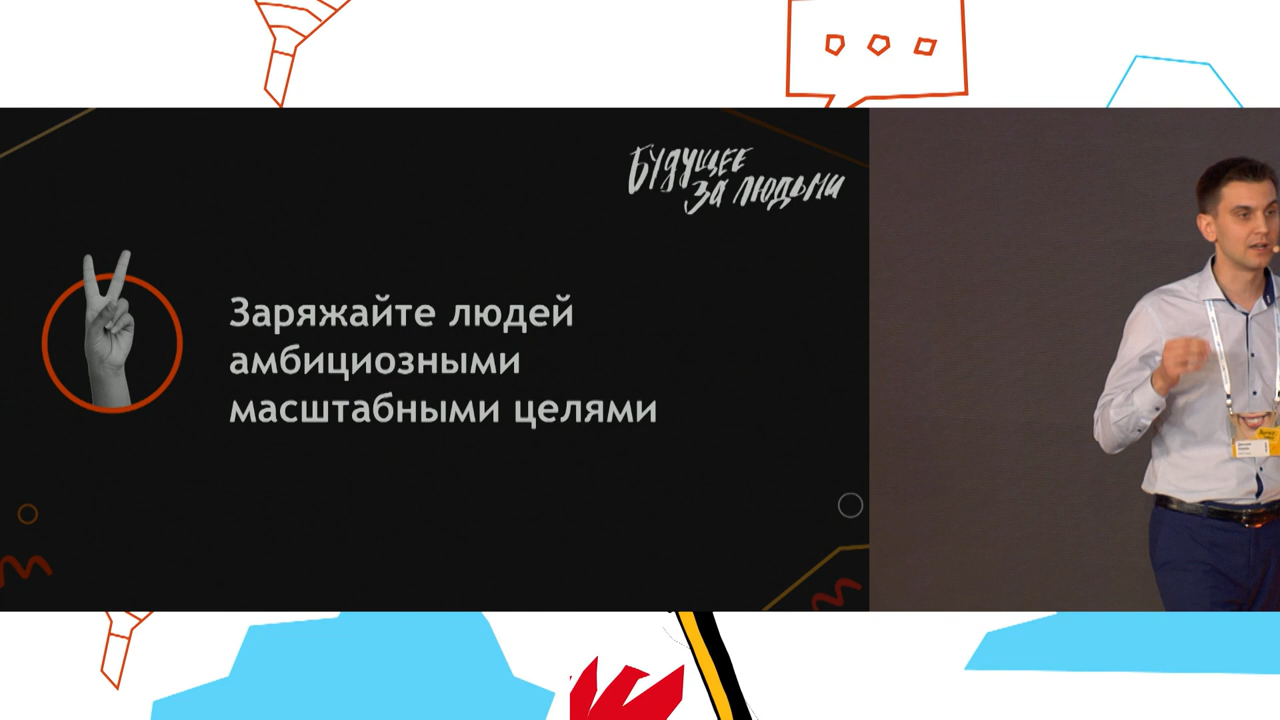 Будущее
за людьми
Заряжайте людей
амбициозными
масштабными целями